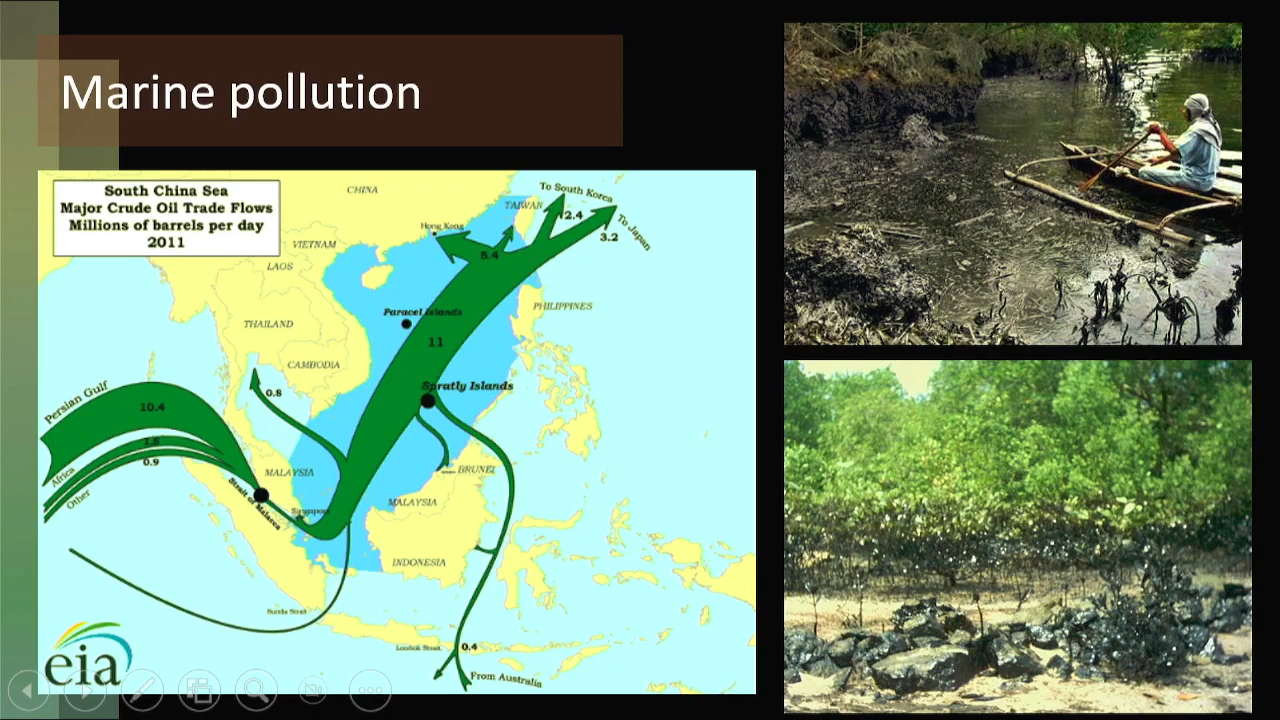 Marine pollution
South China Sea
Major Crude Oil Trade Flows
Millions of barrels per day
2011
CHINA
To South Korea
TAIWAN
2.4
To Japan
3.2
Hong Kong
5.4
VIETNAM
LAOS
PHILIPPINES
Paracel Islands
THAILAND
11
CAMBODIA
0.8
Spratly Islands
Persian Gulf
10.4
0.9
Africa
Other
MALAYSIA
BRUNEI
Strait of Malacca
Singapore
MALAYSIA
INDONESIA
Sunda Strait
Lombok Strait
0.4
From Australia
eia